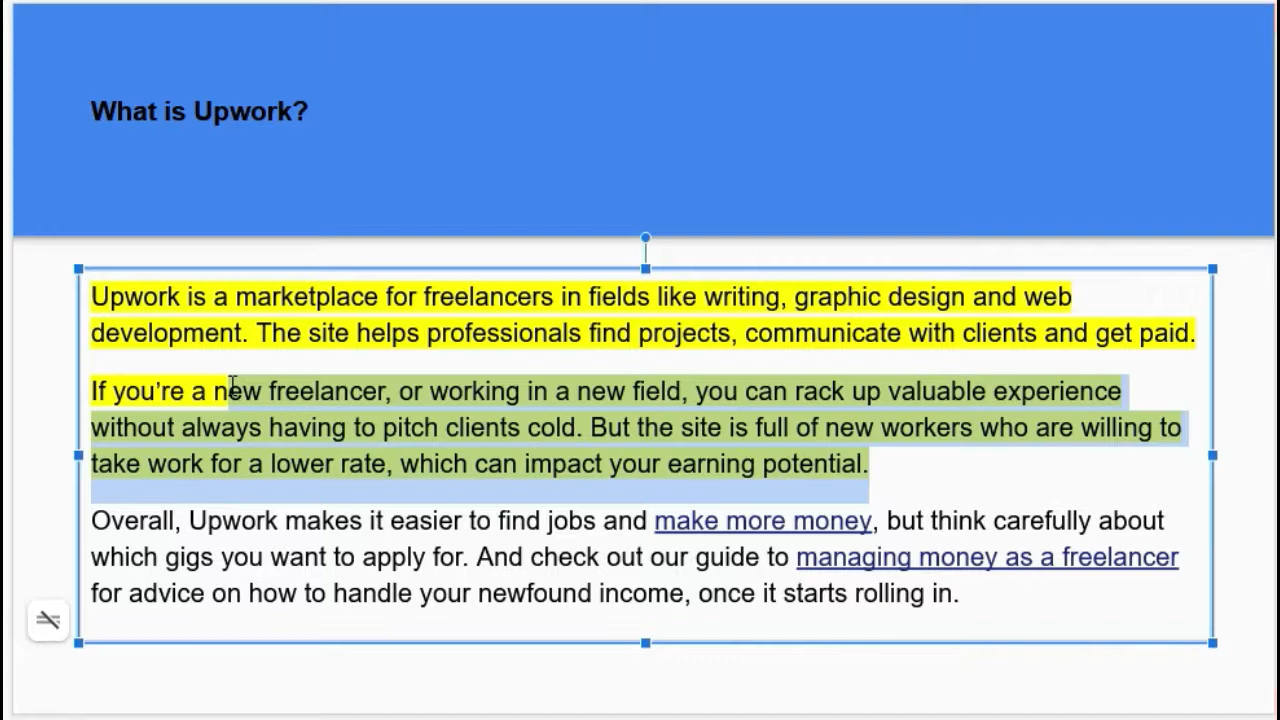 What is Upwork?
Upwork is a marketplace for freelancers in fields like writing, graphic design and web
development. The site helps professionals find projects, communicate with clients and get paid.
If you’re a new freelancer, or working in a new field, you can rack up valuable experience
without always having to pitch clients cold. But the site is full of new workers who are willing to
take work for a lower rate, which can impact your earning potential.
Overall, Upwork makes it easier to find jobs and make more money, but think carefully about
which gigs you want to apply for. And check out our guide to managing money as a freelancer
for advice on how to handle your newfound income, once it starts rolling in.